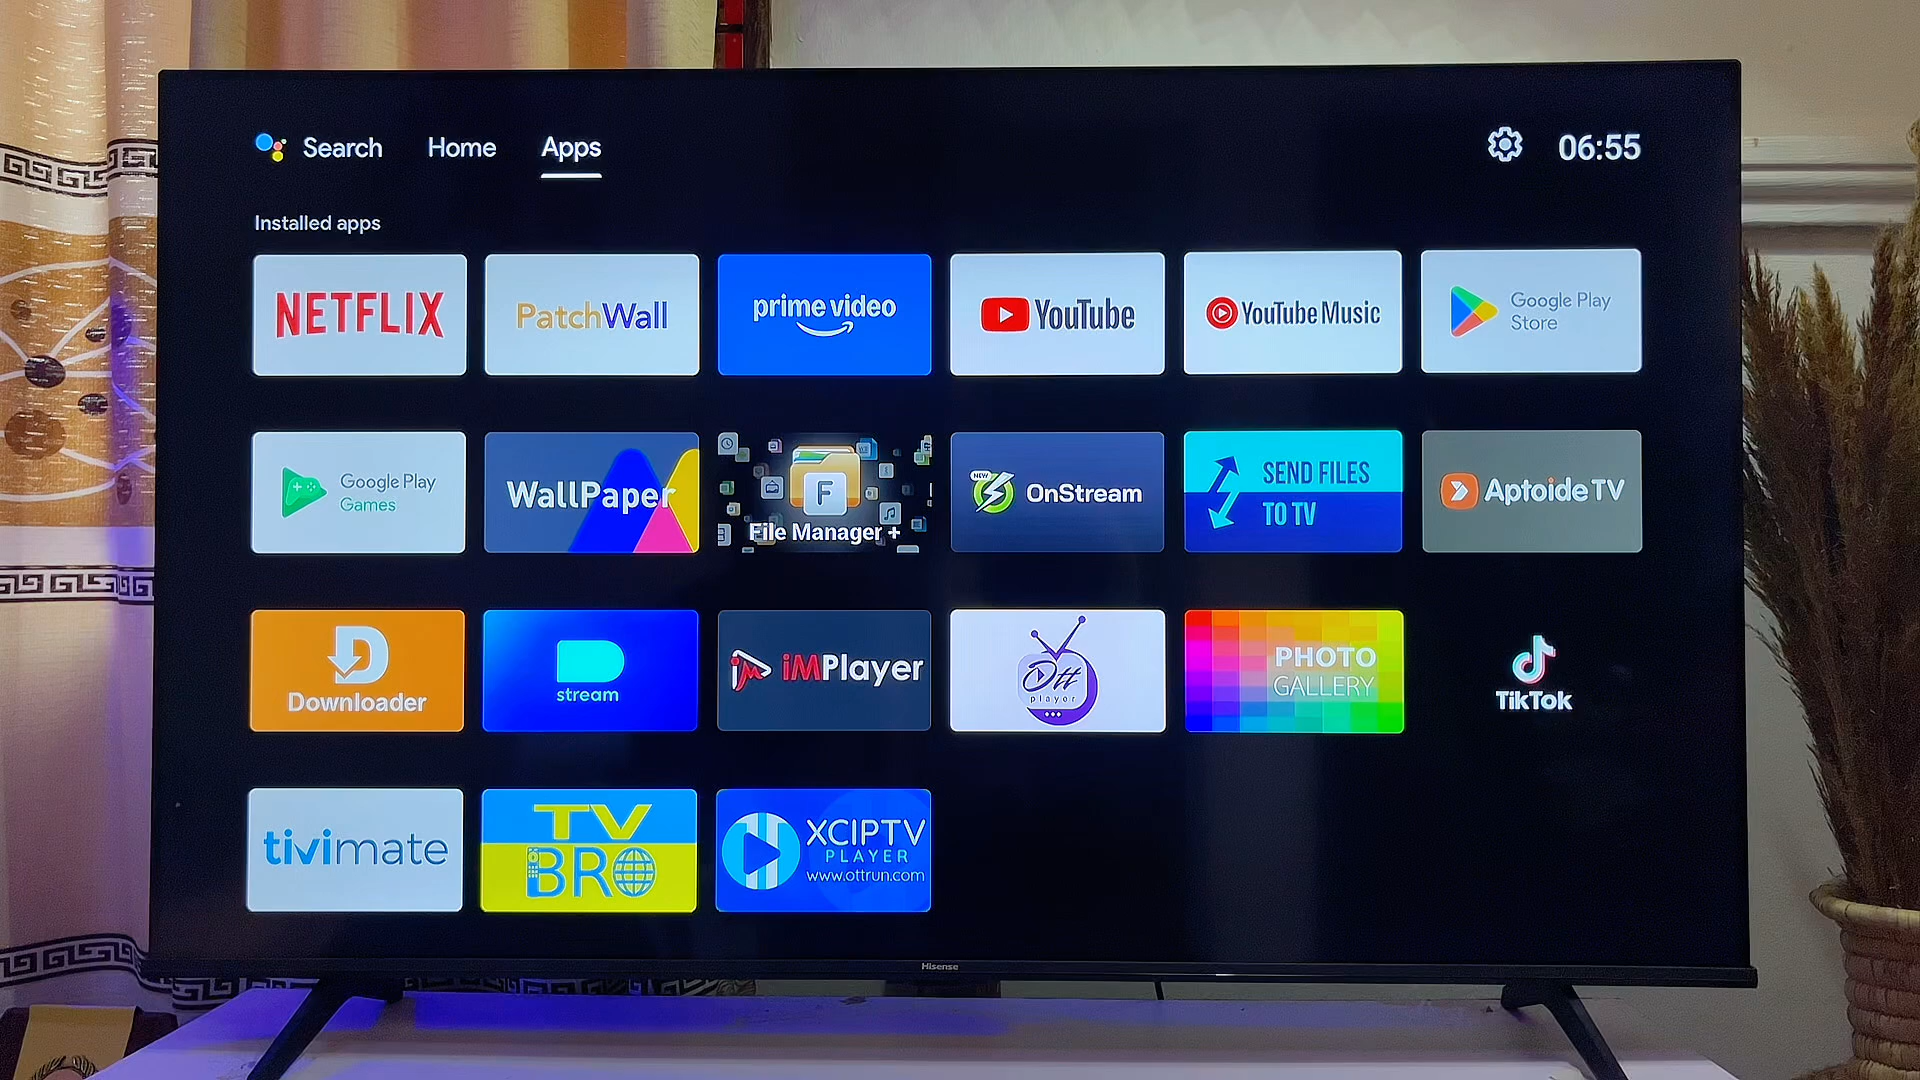 Search Home Apps
06:55
Installed apps
NETFLIX
PatchWall
prime video
YouTube
YouTube Music
Google Play
Store
Google Play
Games
WallPaper
F
File Manager +
NEW
OnStream
SEND FILES
TO TV
Aptoide TV
Downloader
stream
iM
iMPlayer
Ott
player
PHOTO
GALLERY
TikTok
tivimate
TV
BRO
XCIPTV
PLAYER
www.ottrun.com
Hisense